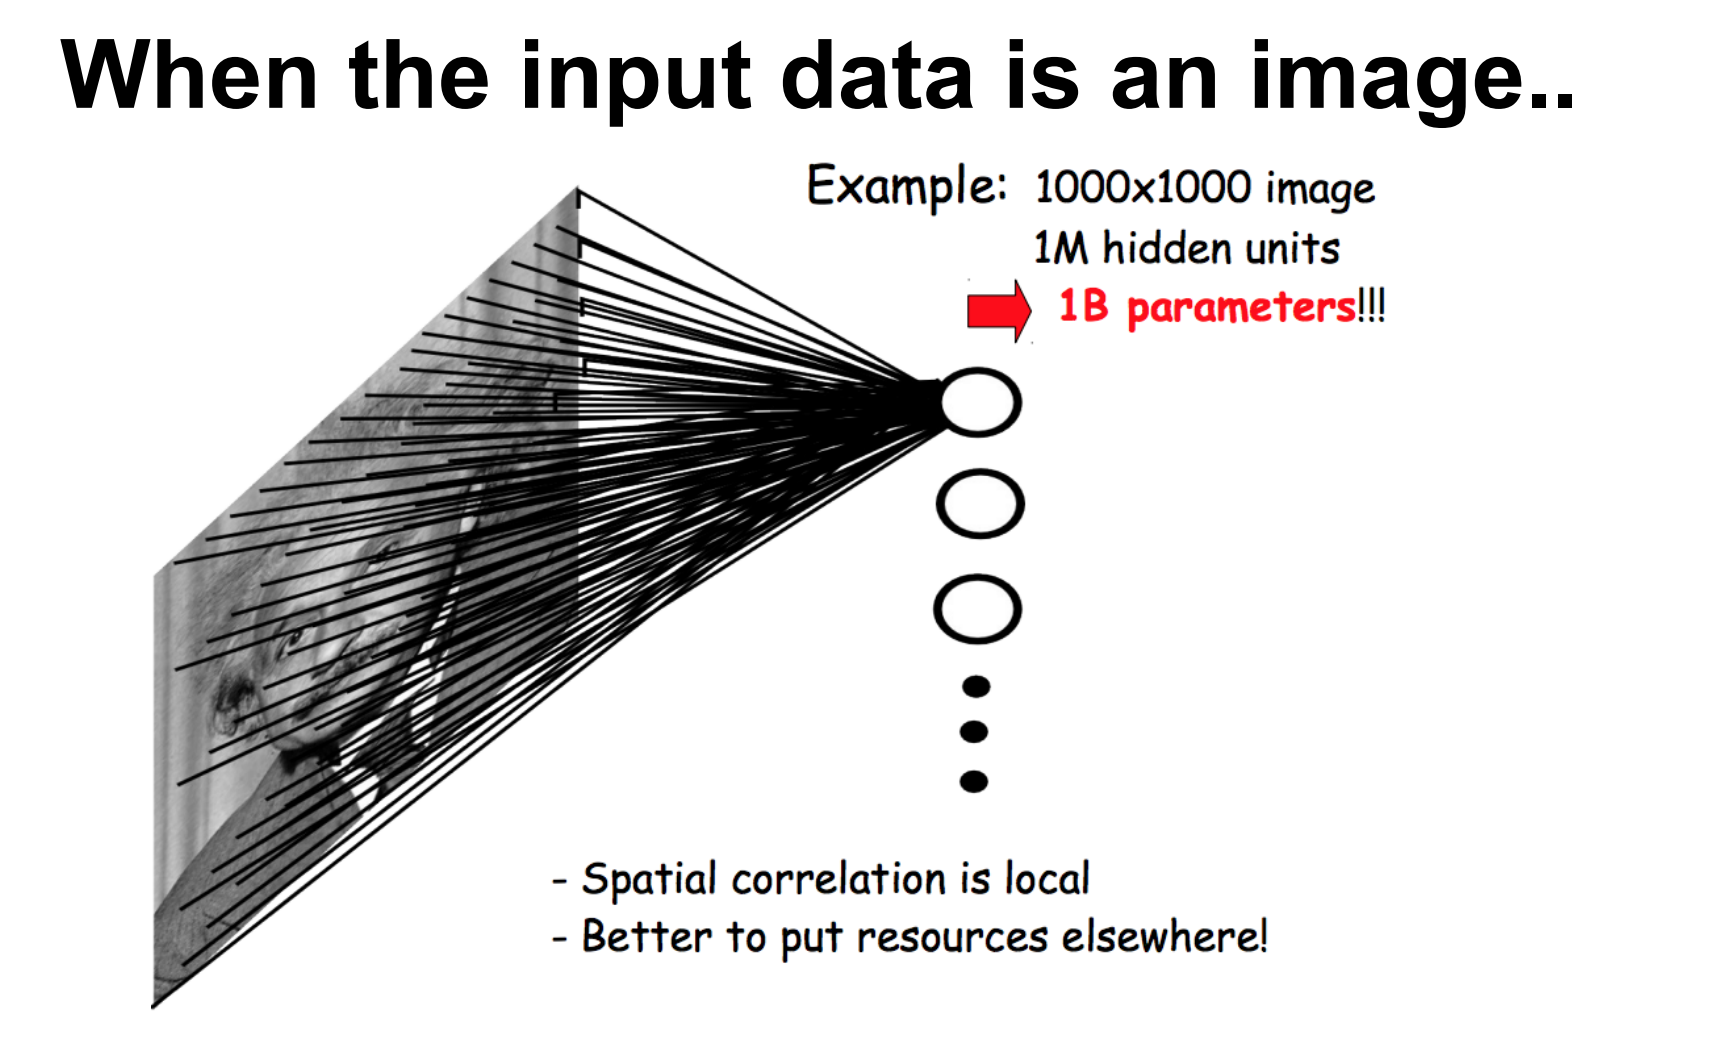 When the input data is an image..
Example: 1000x1000 image
1M hidden units
1B parameters!!!
- Spatial correlation is local
- Better to put resources elsewhere!